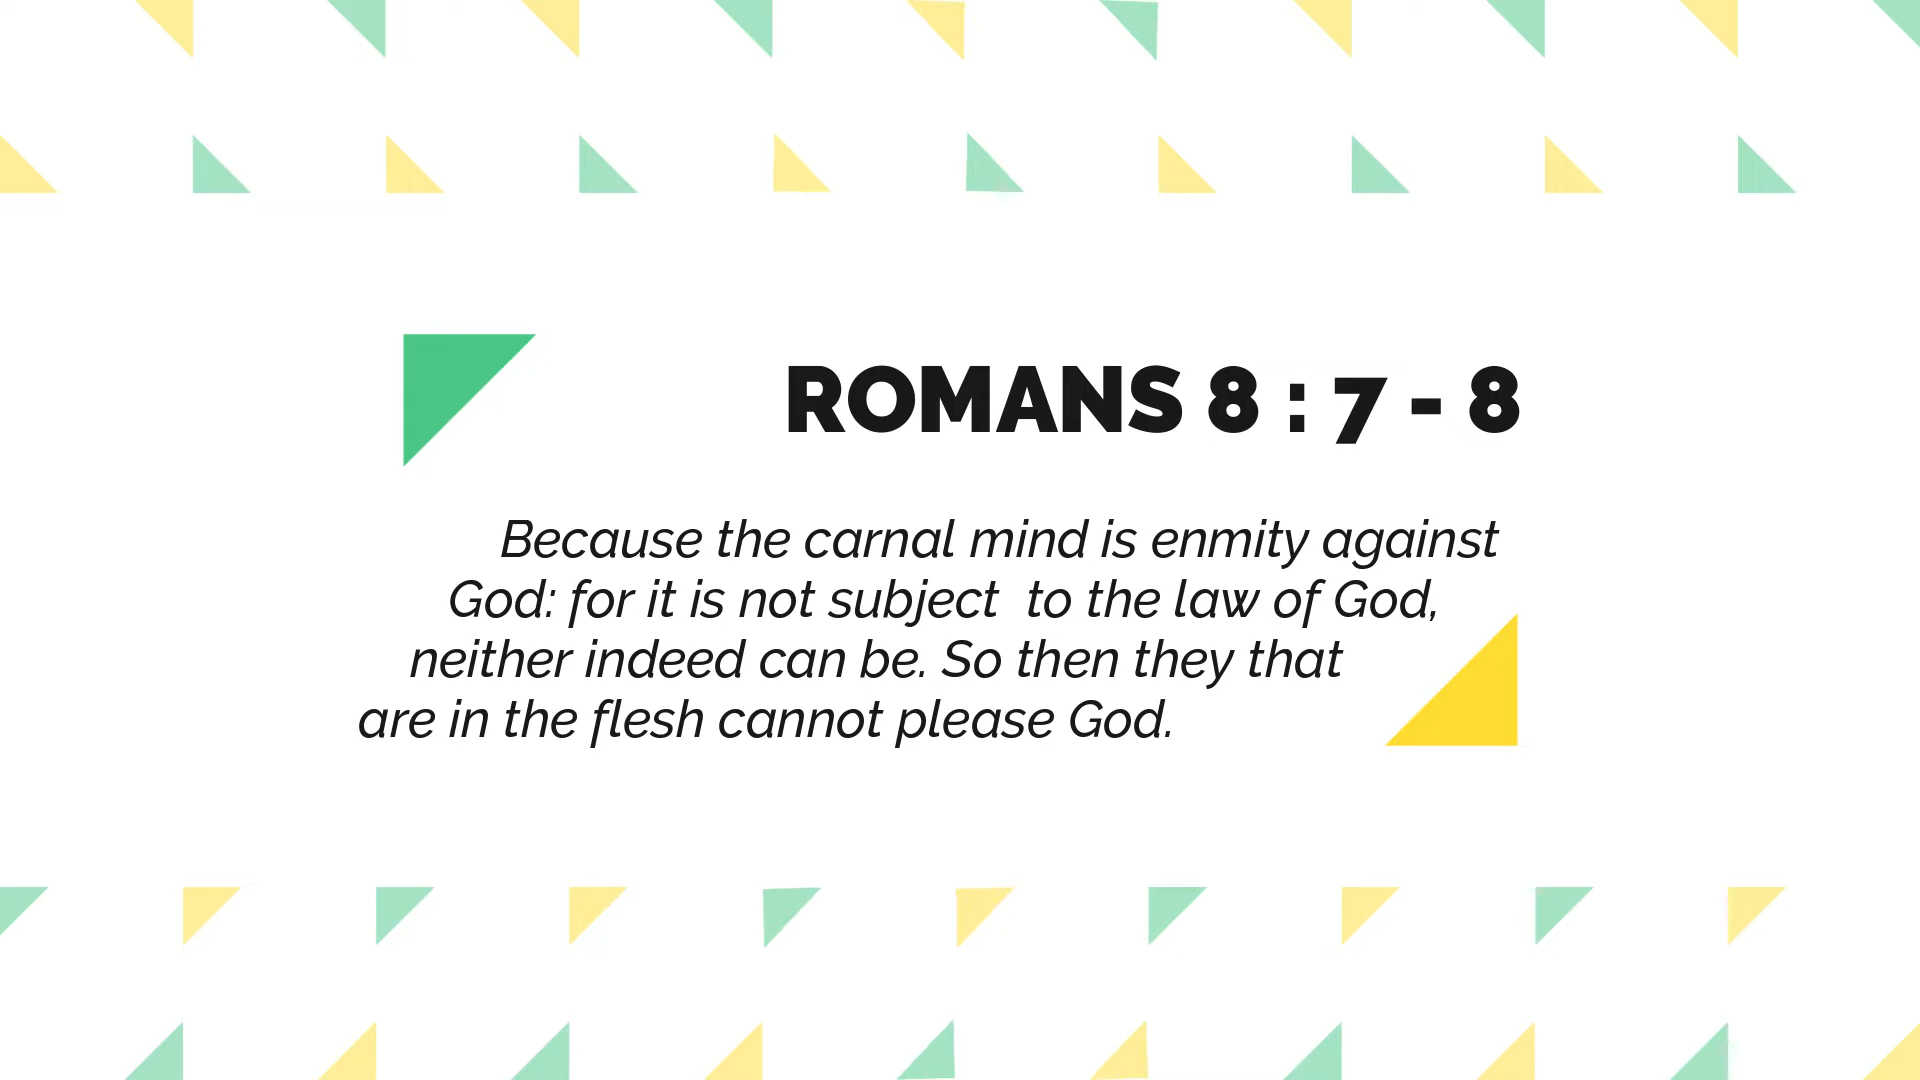 ROMANS 8 : 7 - 8
Because the carnal mind is enmity against
God: for it is not subject  to the law of God,
neither indeed can be. So then they that
are in the flesh cannot please God.